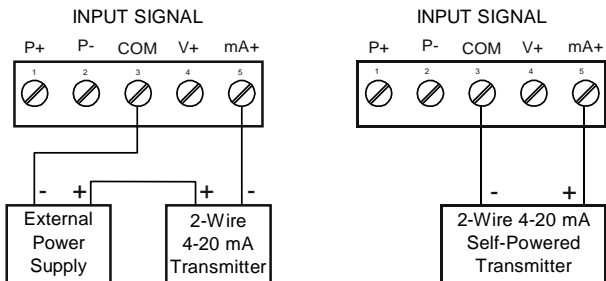 INPUT SIGNAL
P+ P- COM V+ mA+
1 2 3 4 5
- + + -
External
Power
Supply
2-Wire
4-20 mA
Transmitter
INPUT SIGNAL
P+ P- COM V+ mA+
1 2 3 4 5
- +
2-Wire 4-20 mA
Self-Powered
Transmitter